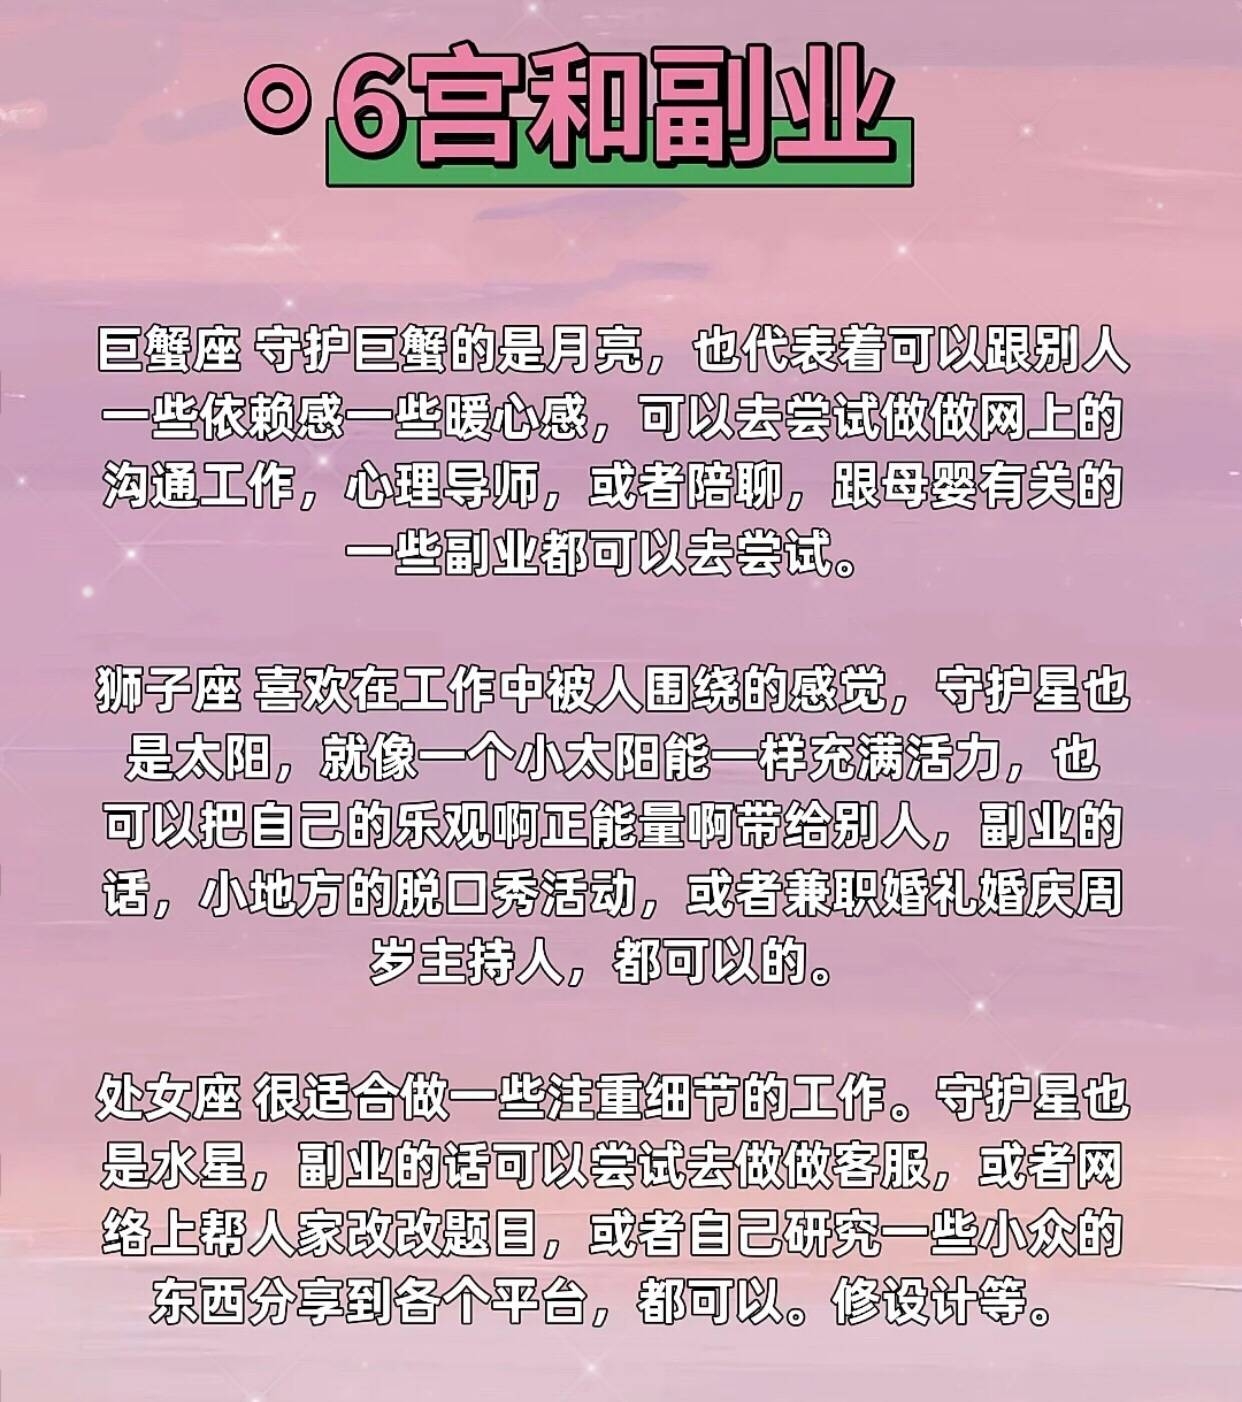 6宫和副业
巨蟹座 守护巨蟹的是月亮，也代表着可以跟别人
一些依赖感一些暖心感，可以去尝试做做网上的
沟通工作，心理导师，或者陪聊，跟母婴有关的
一些副业都可以去尝试。
狮子座 喜欢在工作中被人围绕的感觉，守护星也
是太阳，就像一个小太阳能一样充满活力，也
可以把自己的乐观啊正能量啊带给别人，副业的
话，小地方的脱口秀活动，或者兼职婚礼婚庆周
岁主持人，都可以的。
处女座 很适合做一些注重细节的工作。守护星也
是水星，副业的话可以尝试去做做客服，或者网
络上帮人家改改题目，或者自己研究一些小众的
东西分享到各个平台，都可以。修设计等。